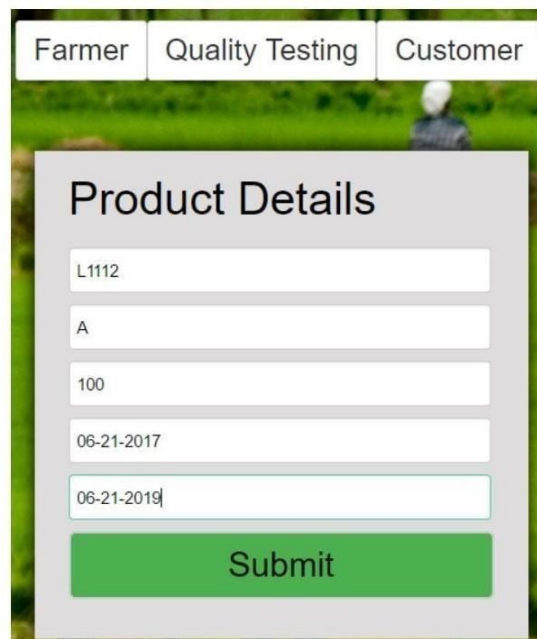 Farmer Quality Testing Customer
Product Details
L1112
A
100
06-21-2017
06-21-2019
Submit